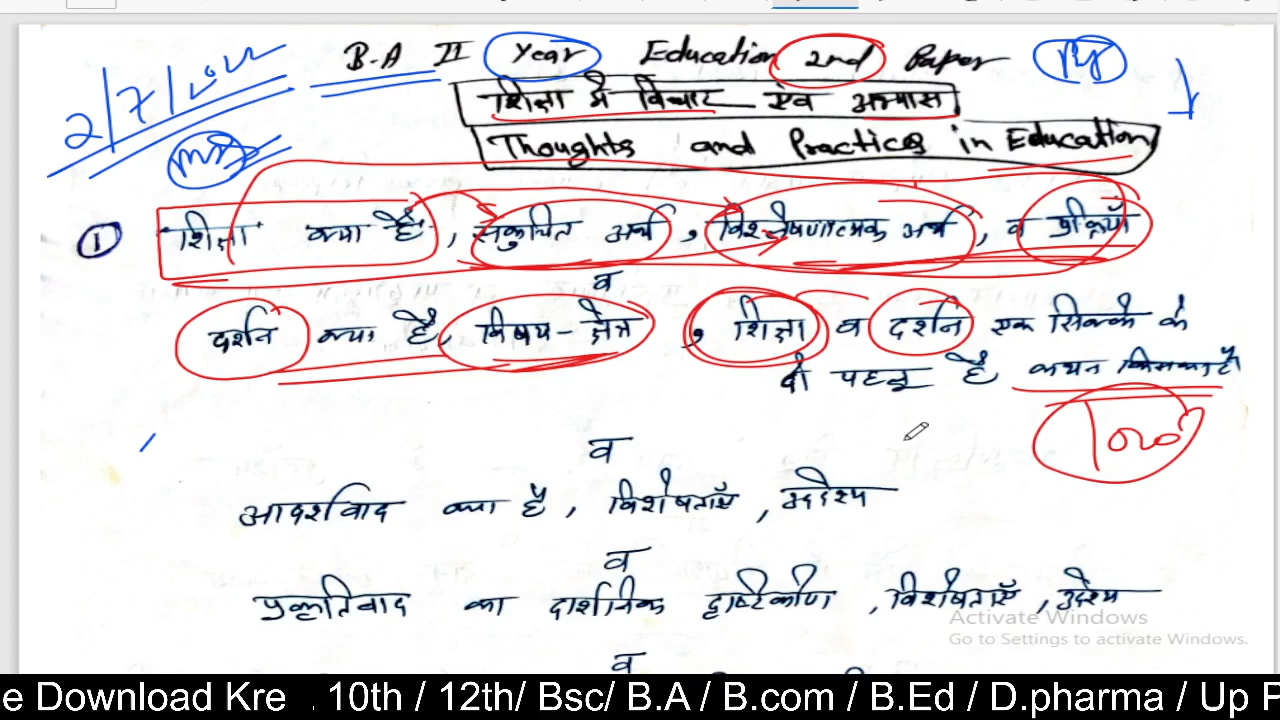 2/7/2022
B.A II Year Education 2nd Paper
शिक्षा में विचार एंव अभ्यास
Thoughts and Practices in Education
1 शिक्षा क्या है, संकुचित अर्थ, विश्लेषणात्मक अर्थ, व प्रक्रियाँ
व
दर्शन क्या है, विषय-क्षेत्र, शिक्षा व दर्शन एक सिक्के के
दो पहलू है कथन किसका है।
व
आदर्शवाद क्या है, विशेषताएँ, उद्देश्य
व
प्रकृतिवाद का दार्शनिक दृष्टिकोण, विशेषताएँ, उद्देश्य
Activate Windows
Go to Settings to activate Windows.
व
e Download Kre . 10th / 12th/ Bsc/ B.A / B.com / B.Ed / D.pharma / Up P